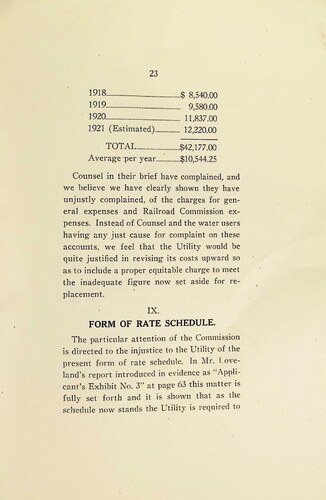 23
1918 $ 8,540.00
1919 9,580.00
1920 11,837.00
1921 (Estimated) 12,220.00
TOTAL $42,177.00
Average per year $10,544.25
Counsel in their brief have complained, and
we believe we have clearly shown they have
unjustly complained, of the charges for gen-
eral expenses and Railroad Commission ex-
penses. Instead of Counsel and the water users
having any just cause for complaint on these
accounts, we feel that the Utility would be
quite justified in revising its costs upward so
as to include a proper equitable charge to meet
the inadequate figure now set aside for re-
placement.
IX.
FORM OF RATE SCHEDULE.
The particular attention of the Commission
is directed to the injustice to the Utility of the
present form of rate schedule. In Mr. Love-
land's report introduced in evidence as "Appli-
cant's Exhibit No. 3" at page 63 this matter is
fully set forth and it is shown that as the
schedule now stands the Utility is required to